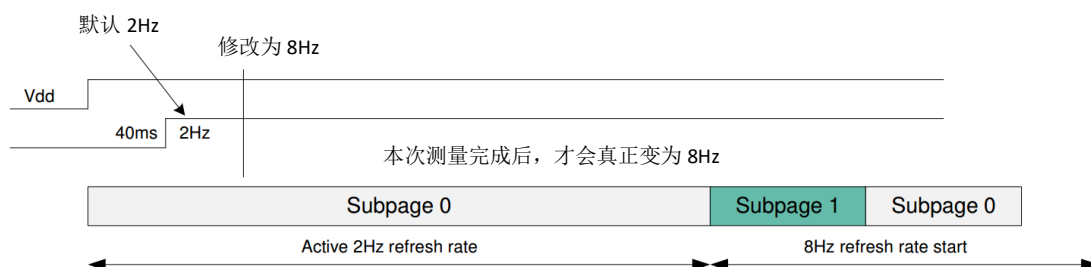 默认 2Hz
修改为 8Hz
Vdd
40ms 2Hz
本次测量完成后，才会真正变为 8Hz
Subpage 0 Subpage 1 Subpage 0
Active 2Hz refresh rate 8Hz refresh rate start